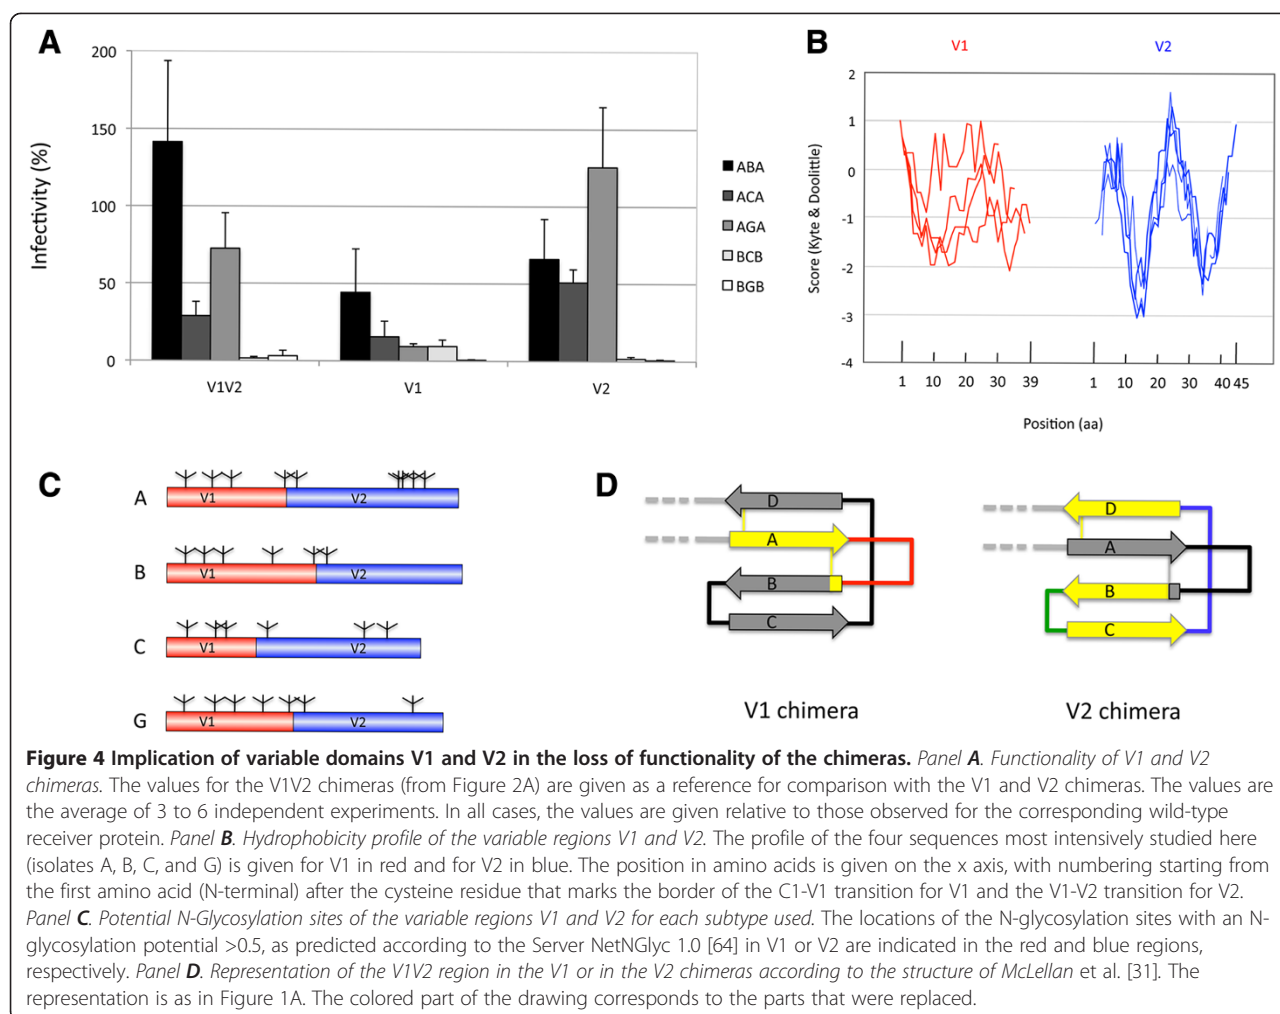 A
200
150
100
50
0
Infectivity (%)
V1V2
V1
V2
ABA
ACA
AGA
BCB
BGB
B
V1
V2
2
1
0
-1
-2
-3
-4
Score (Kyte & Doolittle)
1 10 20 30 39 1 10 20 30 40 45
Position (aa)
C
A V1 V2
B V1 V2
C V1 V2
G V1 V2
D
D
A
B
C
V1 chimera
D
A
B
C
V2 chimera
Figure 4 Implication of variable domains V1 and V2 in the loss of functionality of the chimeras. Panel A. Functionality of V1 and V2
chimeras. The values for the V1V2 chimeras (from Figure 2A) are given as a reference for comparison with the V1 and V2 chimeras. The values are
the average of 3 to 6 independent experiments. In all cases, the values are given relative to those observed for the corresponding wild-type
receiver protein. Panel B. Hydrophobicity profile of the variable regions V1 and V2. The profile of the four sequences most intensively studied here
(isolates A, B, C, and G) is given for V1 in red and for V2 in blue. The position in amino acids is given on the x axis, with numbering starting from
the first amino acid (N-terminal) after the cysteine residue that marks the border of the C1-V1 transition for V1 and the V1-V2 transition for V2.
Panel C. Potential N-Glycosylation sites of the variable regions V1 and V2 for each subtype used. The locations of the N-glycosylation sites with an N-
glycosylation potential >0.5, as predicted according to the Server NetNGlyc 1.0 [64] in V1 or V2 are indicated in the red and blue regions,
respectively. Panel D. Representation of the V1V2 region in the V1 or in the V2 chimeras according to the structure of McLellan et al. [31]. The
representation is as in Figure 1A. The colored part of the drawing corresponds to the parts that were replaced.